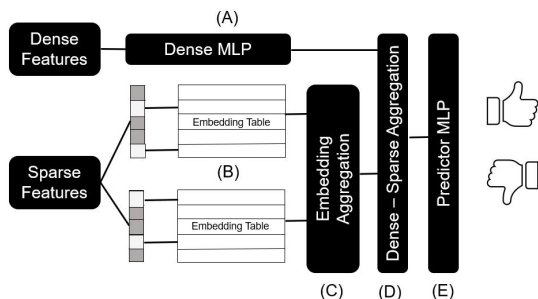 (A)
Dense
Features
Dense MLP
Embedding Table
(B)
Sparse
Features
Embedding Table
Embedding
Aggregation
(C)
Dense – Sparse Aggregation
(D)
Predictor MLP
(E)